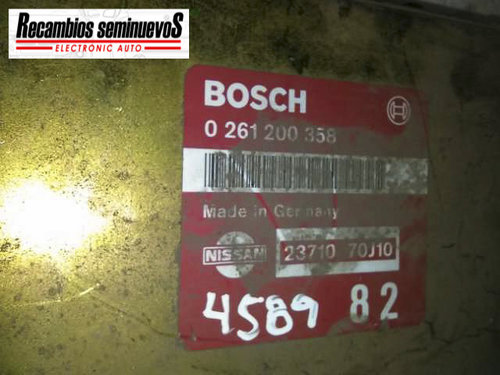 Recambios seminuevoS
ELECTRONIC AUTO
BOSCH
0 261 200 358
Made in Germany
NISSAN 23710 70J10
4589 82